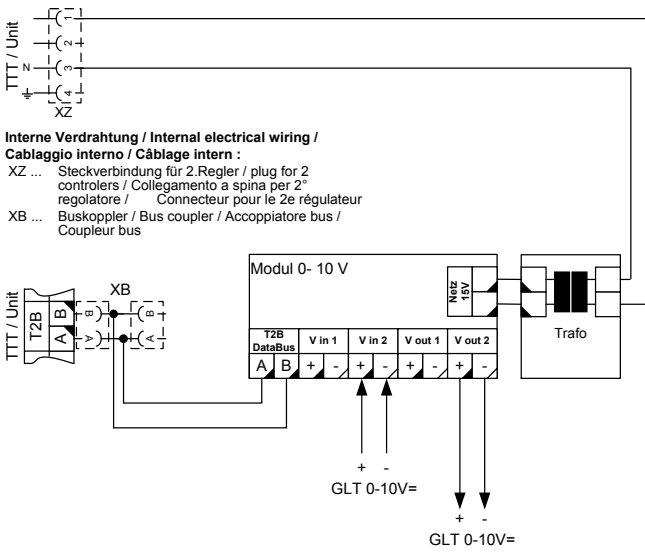 TTT / Unit
1
2
N 3
4
XZ
Interne Verdrahtung / Internal electrical wiring /
Cablaggio interno / Câblage intern :
XZ ... Steckverbindung für 2.Regler / plug for 2
controlers / Collegamento a spina per 2°
regolatore / Connecteur pour le 2e régulateur
XB ... Buskoppler / Bus coupler / Accoppiatore bus /
Coupleur bus
TTT / Unit
T2B
B
A
XB
B
B
A
A
Modul 0- 10 V
Netz
15V
Trafo
T2B
DataBus
V in 1
V in 2
V out 1
V out 2
A B + - + - + - + -
+ -
GLT 0-10V=
+ -
GLT 0-10V=